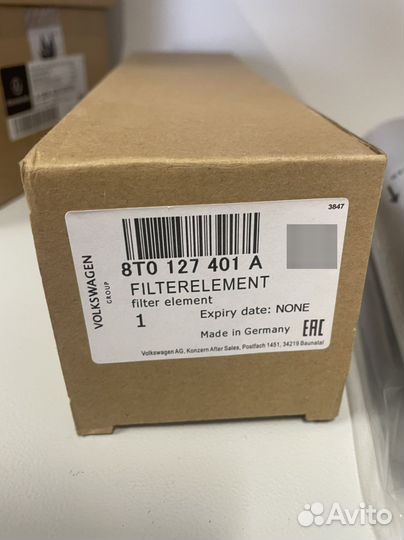 3847
VOLKSWAGEN
GROUP
8T0 127 401 A
FILTERELEMENT
filter element
1
Expiry date: NONE
Made in Germany
EAC
Volkswagen AG, Konzern After Sales, Postfach 1451, 34219 Baunatal
Avito